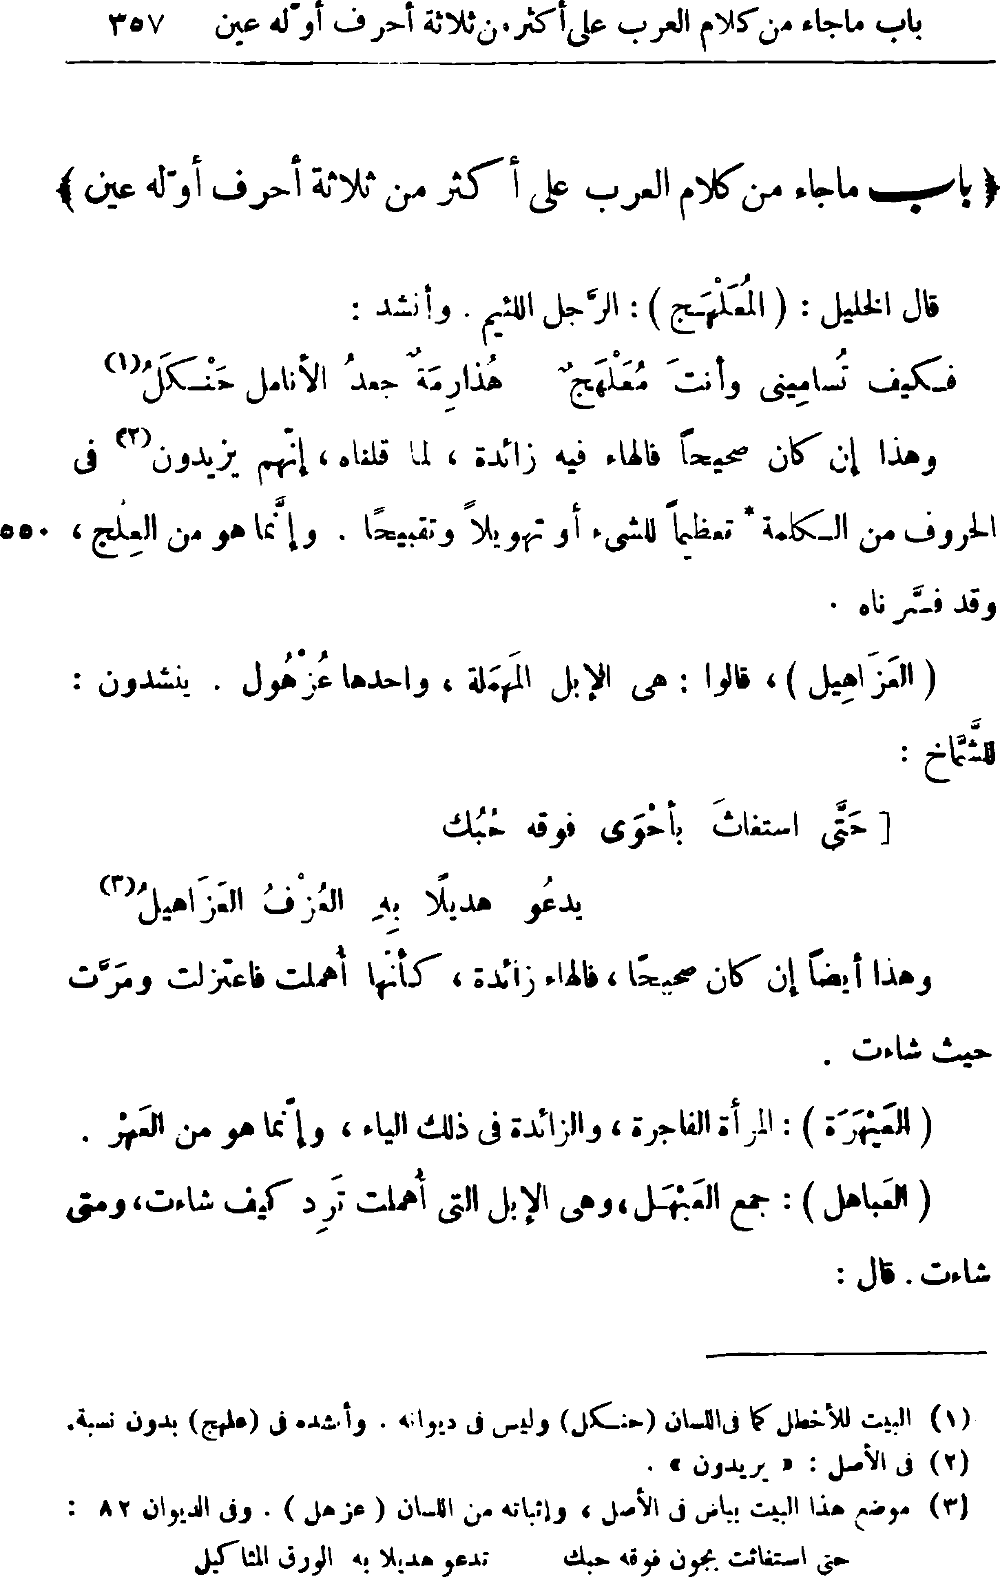 باب ما جاء من كلام العرب على أكثر من ثلاثة أحرف أوّله عين ٣٥٧
﴿ باب ما جاء من كلام العرب على أكثر من ثلاثة أحرف أوّله عين ﴾
قال الخليل : ( المُعَلْهَج ) : الرَّجل اللئيم . وأنشد :
فكيف تُسامِينى وأنتَ مُعَلْهَجٌ هُذارِمَةٌ جعدُ الأنامل حَنْكَلُ(١)
وهذا إن كان صحيحاً فالهاء فيه زائدة ، لما قلناه ، إنّهم يزيدون(٢) فى
الحروف من الكلمة * تعظيماً للشىء أو تهويلاً وتقبيحًا . وإنَّما هو من العِلْج ، ٥٥٠
وقد فسَّرناه .
( العَزَاهِيل ) ، قالوا : هى الإبل المَهمَلة ، واحدها عُزْهُول . ينشدون :
للشَّمَّاخ :
[ حَتَّى استغاثَ بأحْوَى فوقه حُبُك
يدعُو هديلًا بِهِ العُزْفُ العَزَاهيلُ(٣)
وهذا أيضاً إن كان صحيحًا ، فالهاء زائدة ، كأنّها أُهملت فاعتزلت ومَرَّت
حيث شاءت .
( العَيْهَرَة ) : المرأة الفاجرة ، والزائدة فى ذلك الياء ، وإنّما هو من العَهْر .
( العَباهل ) : جمع العَبْهَل ، وهى الإبل التى أُهملت تَرِد كيف شاءت ، ومتى
شاءت . قال :
(١) البيت للأخطل كما فى اللسان (حنكل) وليس فى ديوانه . وأنشده فى (علهج) بدون نسبة.
(٢) فى الأصل : « يريدون » .
(٣) موضع هذا البيت بياض فى الأصل ، وإثباته من اللسان ( عزهل ) . وفى الديوان ٨٢ :
حتى استغاثت بجون فوقه حبك تدعو هديلا به الورق المثاكيل